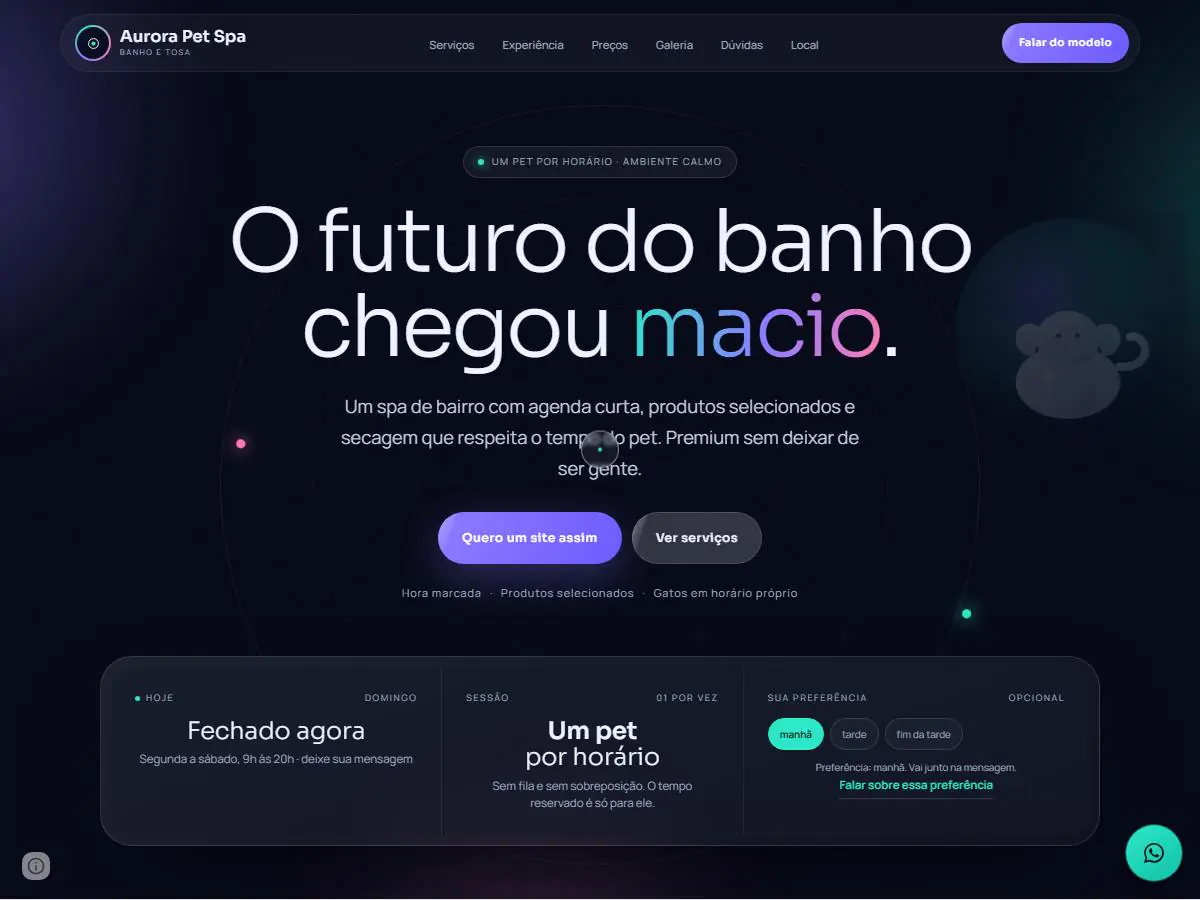 Aurora Pet Spa
BANHO E TOSA
Serviços
Experiência
Preços
Galeria
Dúvidas
Local
Falar do modelo
UM PET POR HORÁRIO · AMBIENTE CALMO
O futuro do banho
chegou macio.
Um spa de bairro com agenda curta, produtos selecionados e
secagem que respeita o tempo do pet. Premium sem deixar de
ser gente.
Quero um site assim
Ver serviços
Hora marcada · Produtos selecionados · Gatos em horário próprio
HOJE
DOMINGO
Fechado agora
Segunda a sábado, 9h às 20h · deixe sua mensagem
SESSÃO
01 POR VEZ
Um pet
por horário
Sem fila e sem sobreposição. O tempo
reservado é só para ele.
SUA PREFERÊNCIA
OPCIONAL
manhã
tarde
fim da tarde
Preferência: manhã. Vai junto na mensagem.
Falar sobre essa preferência